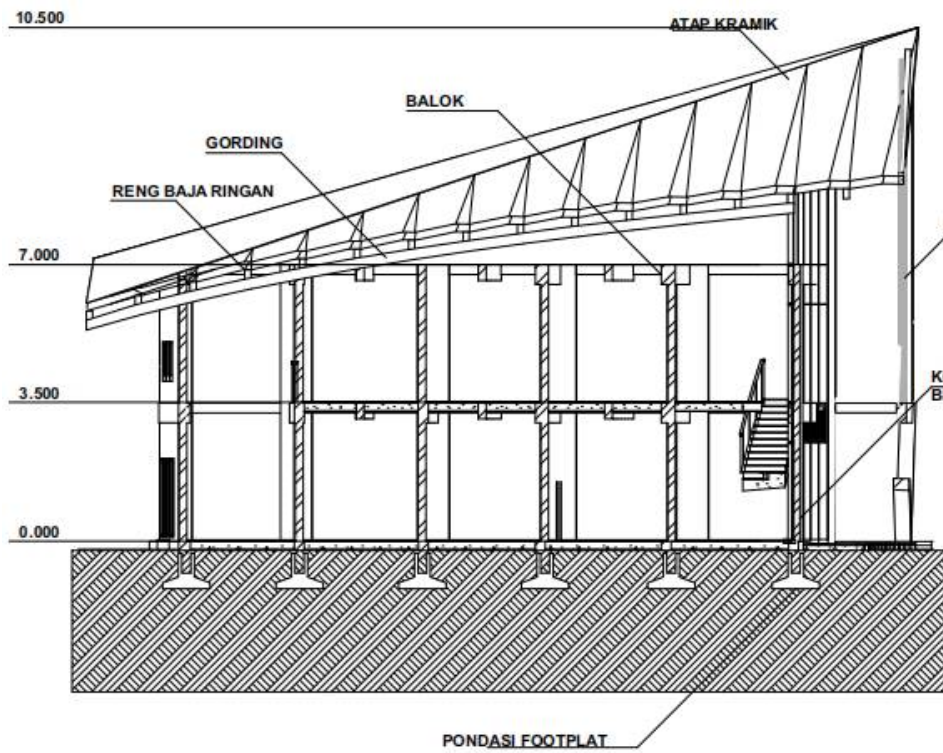 10.500
ATAP KRAMIK
BALOK
GORDING
RENG BAJA RINGAN
7.000
3.500
0.000
PONDASI FOOTPLAT